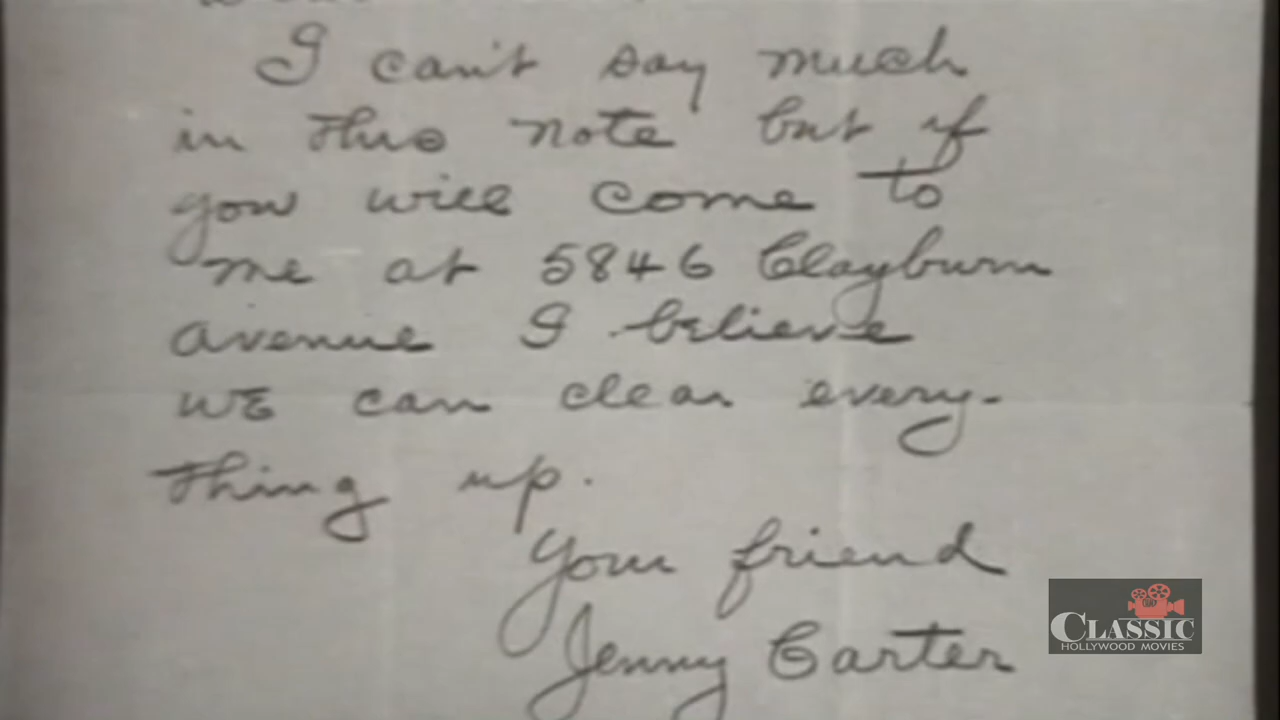 I can't say much
in this note but if
you will come to
me at 5846 Clayburn
avenue I believe
we can clear every-
thing up.
Your friend
Jenny Carter
CLASSIC
HOLLYWOOD MOVIES